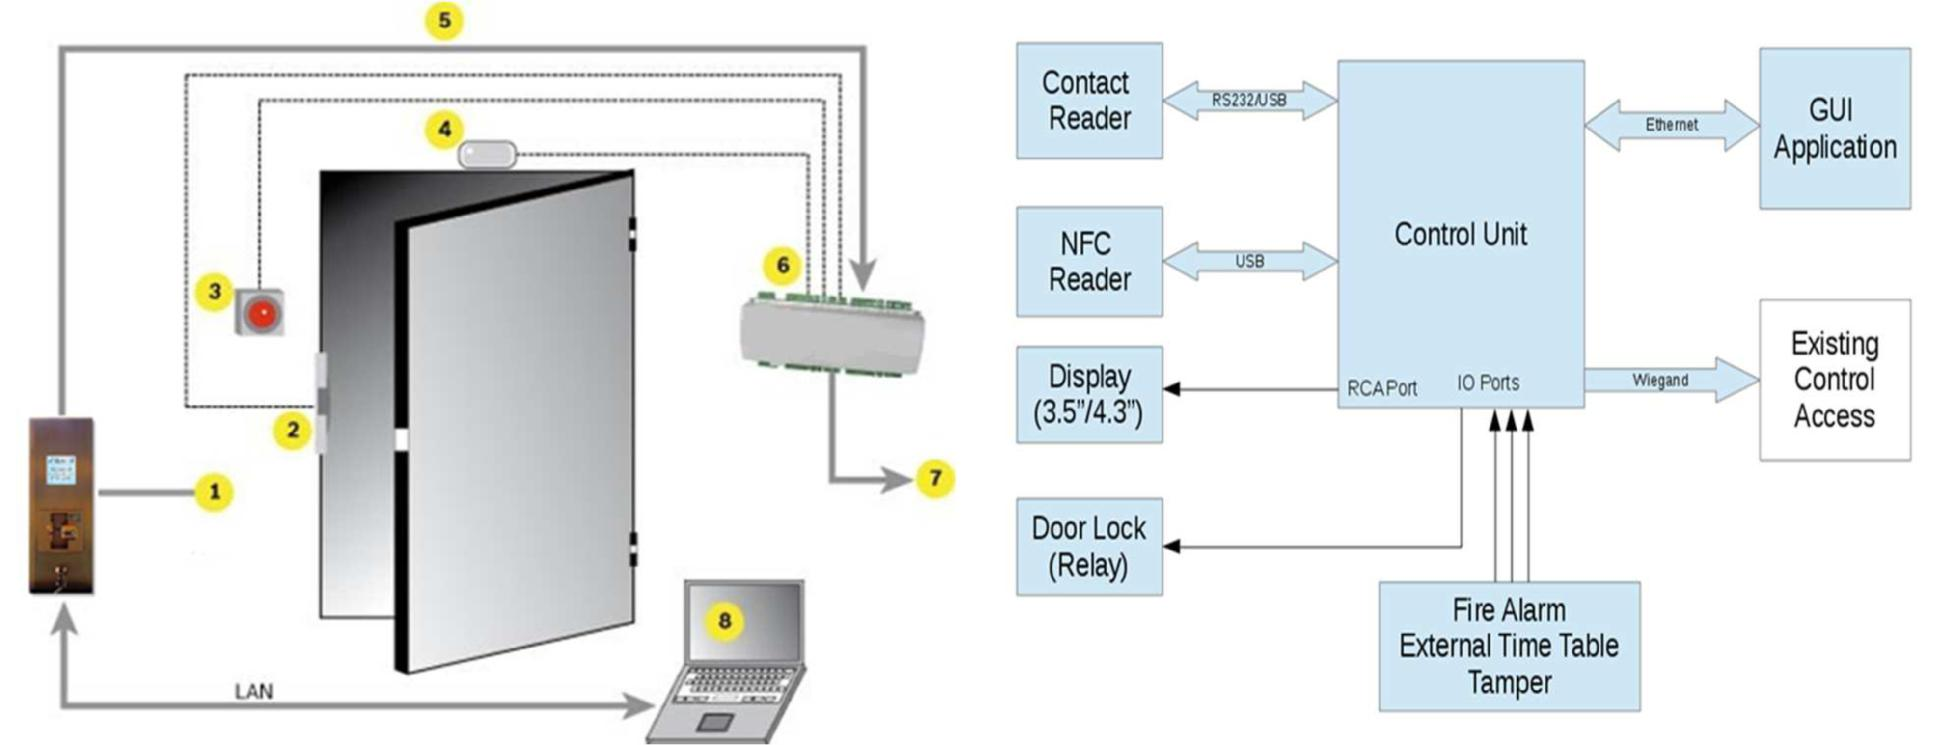 5
4
6
3
2
7
1
8
LAN
Contact
Reader
RS232/USB
Control Unit
Ethernet
GUI
Application
NFC
Reader
USB
Display
(3.5”/4.3”)
RCAPort
IO Ports
Wiegand
Existing
Control
Access
Door Lock
(Relay)
Fire Alarm
External Time Table
Tamper